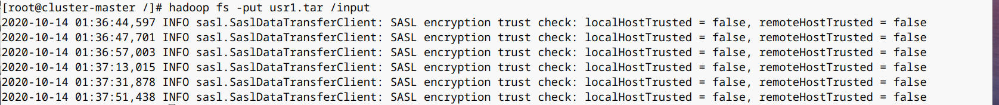 [root@cluster-master /]# hadoop fs -put usr1.tar /input
2020-10-14 01:36:44,597 INFO sasl.SaslDataTransferClient: SASL encryption trust check: localHostTrusted = false, remoteHostTrusted = false
2020-10-14 01:36:47,701 INFO sasl.SaslDataTransferClient: SASL encryption trust check: localHostTrusted = false, remoteHostTrusted = false
2020-10-14 01:36:57,003 INFO sasl.SaslDataTransferClient: SASL encryption trust check: localHostTrusted = false, remoteHostTrusted = false
2020-10-14 01:37:13,015 INFO sasl.SaslDataTransferClient: SASL encryption trust check: localHostTrusted = false, remoteHostTrusted = false
2020-10-14 01:37:31,878 INFO sasl.SaslDataTransferClient: SASL encryption trust check: localHostTrusted = false, remoteHostTrusted = false
2020-10-14 01:37:51,438 INFO sasl.SaslDataTransferClient: SASL encryption trust check: localHostTrusted = false, remoteHostTrusted = false